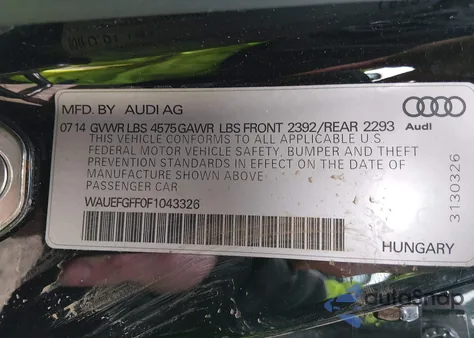 MFD. BY AUDI AG
07 14 GVWR LBS 4575 GAWR LBS FRONT 2392/REAR 2293
Audi
THIS VEHICLE CONFORMS TO ALL APPLICABLE U.S
FEDERAL MOTOR VEHICLE SAFETY, BUMPER AND THEFT
PREVENTION STANDARDS IN EFFECT ON THE DATE OF
MANUFACTURE SHOWN ABOVE
PASSENGER CAR
WAUEFGFF0F1043326
3130326
HUNGARY
autoSnap